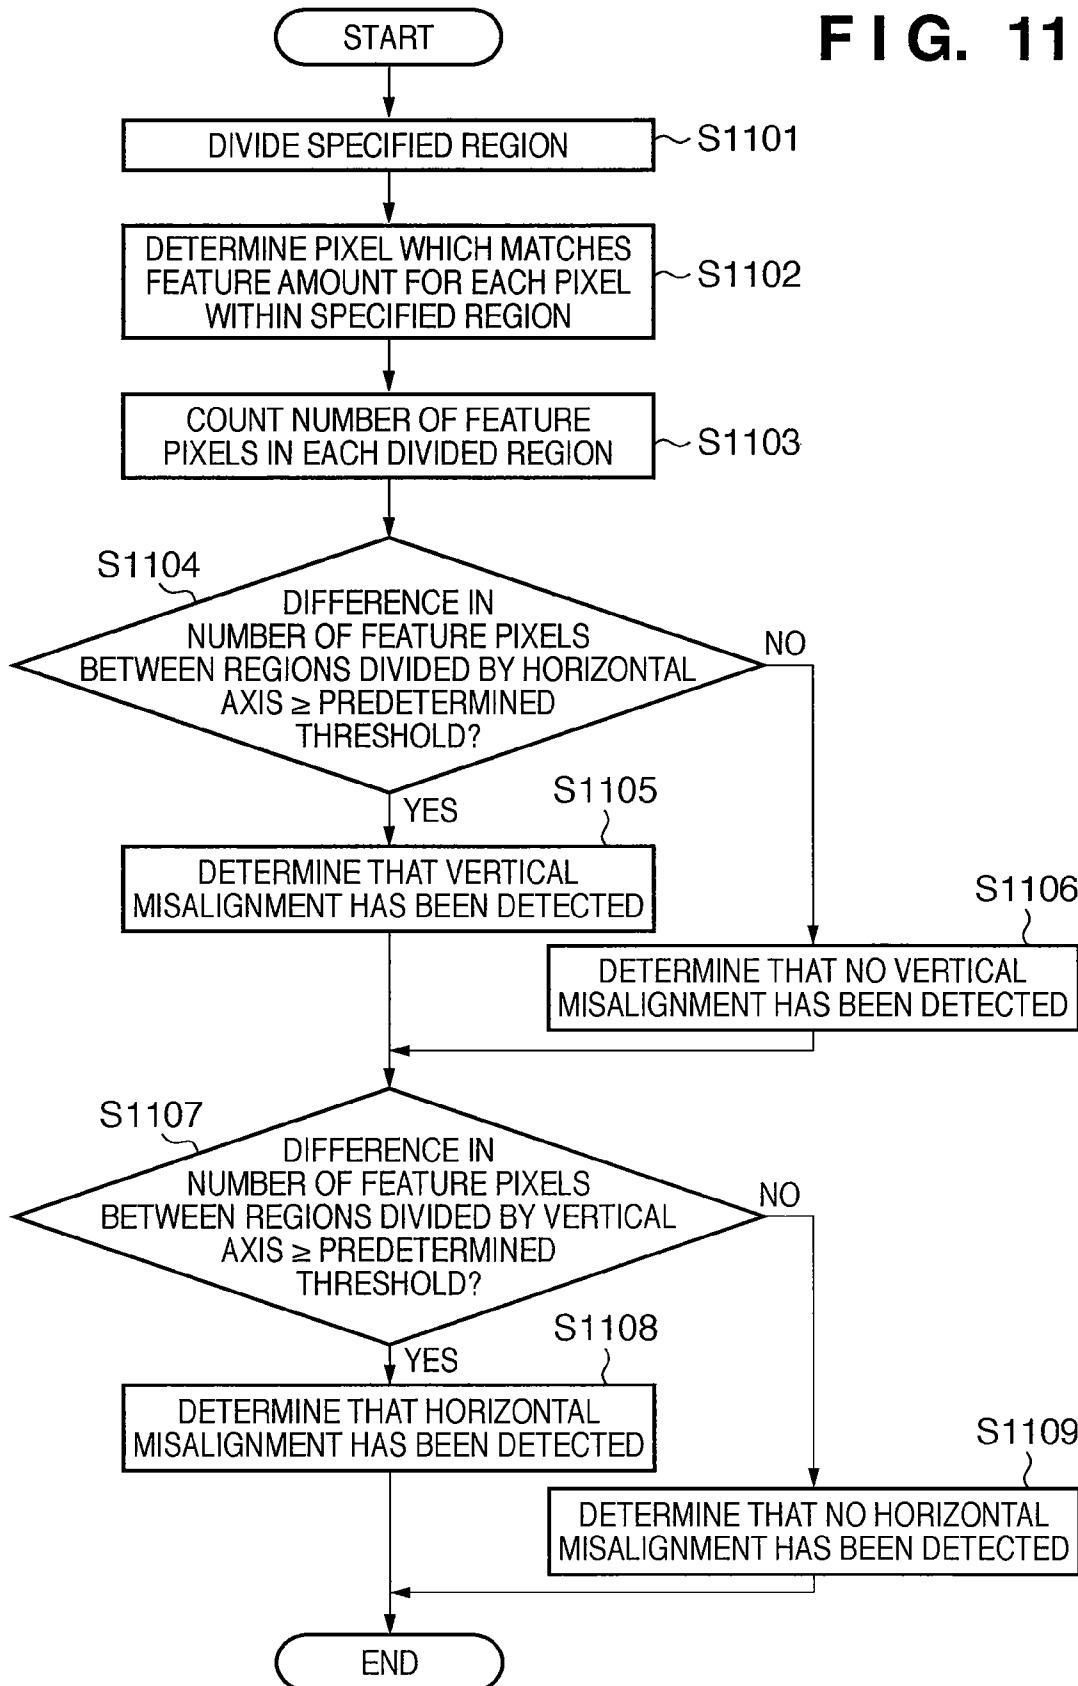 FIG. 11
START
DIVIDE SPECIFIED REGION
S1101
DETERMINE PIXEL WHICH MATCHES
FEATURE AMOUNT FOR EACH PIXEL
WITHIN SPECIFIED REGION
S1102
COUNT NUMBER OF FEATURE
PIXELS IN EACH DIVIDED REGION
S1103
S1104
DIFFERENCE IN
NUMBER OF FEATURE PIXELS
BETWEEN REGIONS DIVIDED BY HORIZONTAL
AXIS ≥ PREDETERMINED
THRESHOLD?
NO
YES
S1105
DETERMINE THAT VERTICAL
MISALIGNMENT HAS BEEN DETECTED
S1106
DETERMINE THAT NO VERTICAL
MISALIGNMENT HAS BEEN DETECTED
S1107
DIFFERENCE IN
NUMBER OF FEATURE PIXELS
BETWEEN REGIONS DIVIDED BY VERTICAL
AXIS ≥ PREDETERMINED
THRESHOLD?
NO
YES
S1108
DETERMINE THAT HORIZONTAL
MISALIGNMENT HAS BEEN DETECTED
S1109
DETERMINE THAT NO HORIZONTAL
MISALIGNMENT HAS BEEN DETECTED
END